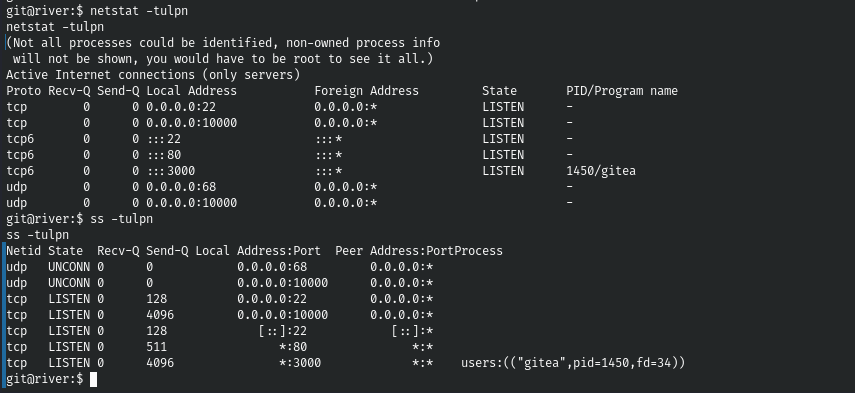 git@river:$ netstat -tulpn
netstat -tulpn
(Not all processes could be identified, non-owned process info
 will not be shown, you would have to be root to see it all.)
Active Internet connections (only servers)
Proto Recv-Q Send-Q Local Address           Foreign Address         State       PID/Program name
tcp        0      0 0.0.0.0:22              0.0.0.0:*               LISTEN      -
tcp        0      0 0.0.0.0:10000           0.0.0.0:*               LISTEN      -
tcp6       0      0 :::22                   :::*                    LISTEN      -
tcp6       0      0 :::80                   :::*                    LISTEN      -
tcp6       0      0 :::3000                 :::*                    LISTEN      1450/gitea
udp        0      0 0.0.0.0:68              0.0.0.0:*                           -
udp        0      0 0.0.0.0:10000           0.0.0.0:*                           -
git@river:$ ss -tulpn
ss -tulpn
Netid State  Recv-Q Send-Q Local Address:Port  Peer Address:PortProcess
udp   UNCONN 0      0            0.0.0.0:68         0.0.0.0:*
udp   UNCONN 0      0            0.0.0.0:10000      0.0.0.0:*
tcp   LISTEN 0      128          0.0.0.0:22         0.0.0.0:*
tcp   LISTEN 0      4096         0.0.0.0:10000      0.0.0.0:*
tcp   LISTEN 0      128             [::]:22            [::]:*
tcp   LISTEN 0      511                *:80               *:*
tcp   LISTEN 0      4096               *:3000             *:*    users:(("gitea",pid=1450,fd=34))
git@river:$